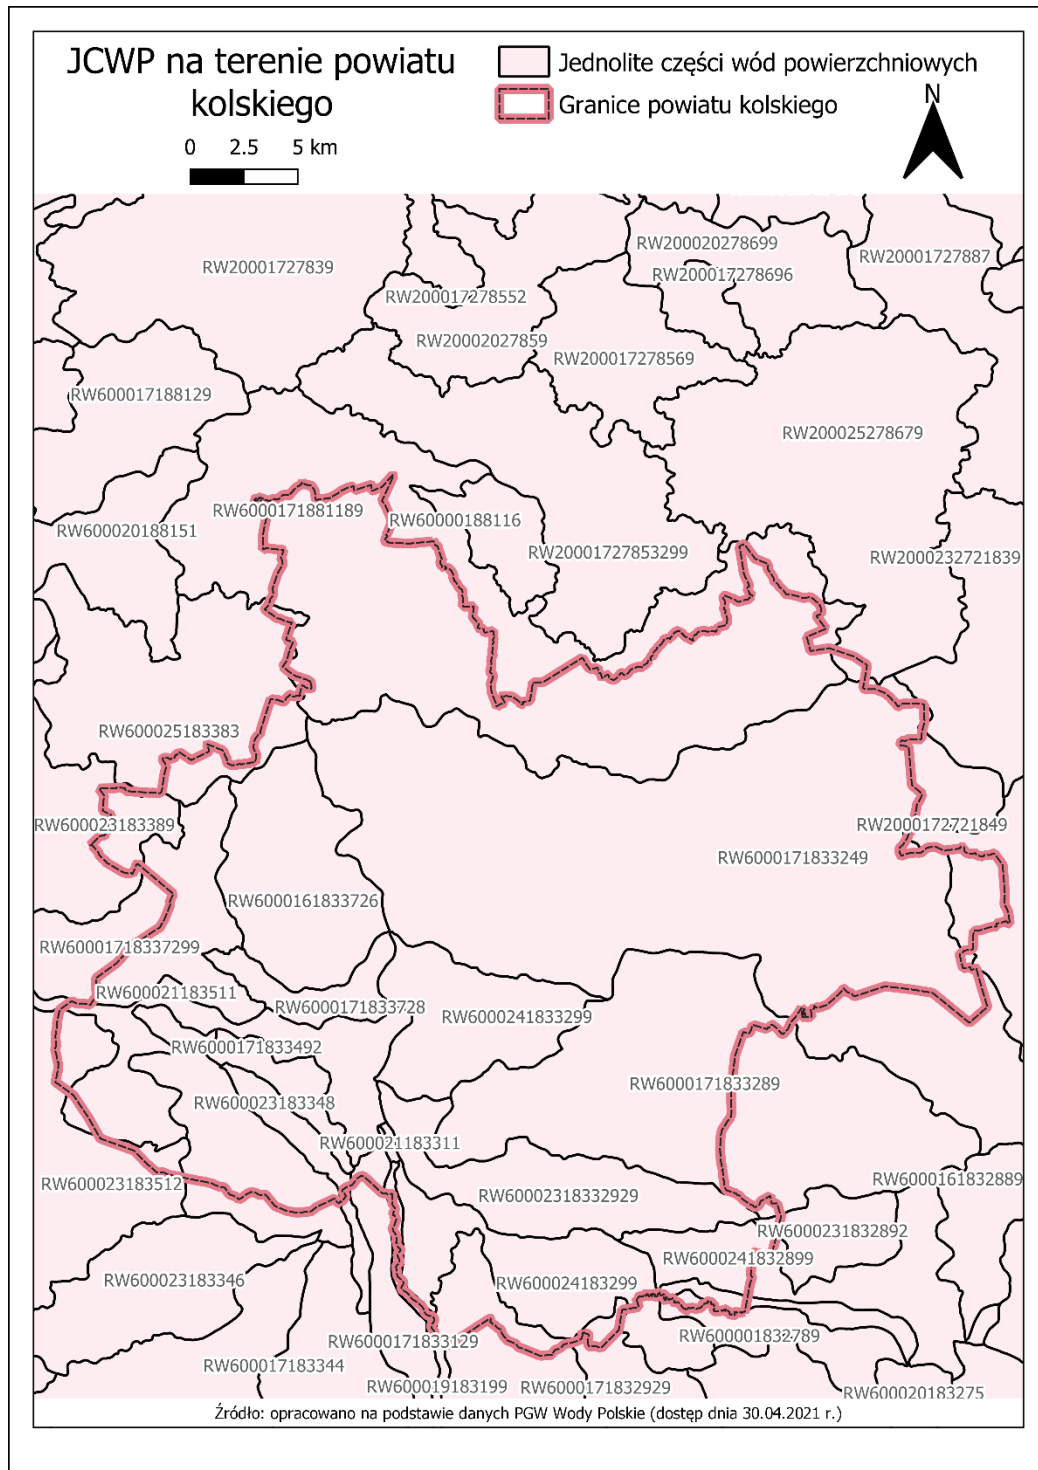 JCWP na terenie powiatu
kolskiego
0 2.5 5 km
Jednolite części wód powierzchniowych
Granice powiatu kolskiego
N
RW200020278699
RW20001727887
RW20001727839
RW200017278696
RW200017278552
RW20002027859
RW200017278569
RW600017188129
RW200025278679
RW6000171881189
RW60000188116
RW600020188151
RW20001727853299
RW2000232721839
RW600025183383
RW600023183389
RW2000172721849
RW6000171833249
RW6000161833726
RW60001718337299
RW600021183511
RW6000171833728
RW6000241833299
RW6000171833492
RW6000171833289
RW600023183348
RW600021183311
RW600023183512
RW60002318332929
RW6000161832889
RW6000231832892
RW6000241832899
RW600023183346
RW600024183299
RW6000171833129
RW600001832789
RW600017183344
RW600019183199
RW6000171832929
RW600020183275
Źródło: opracowano na podstawie danych PGW Wody Polskie (dostęp dnia 30.04.2021 r.)